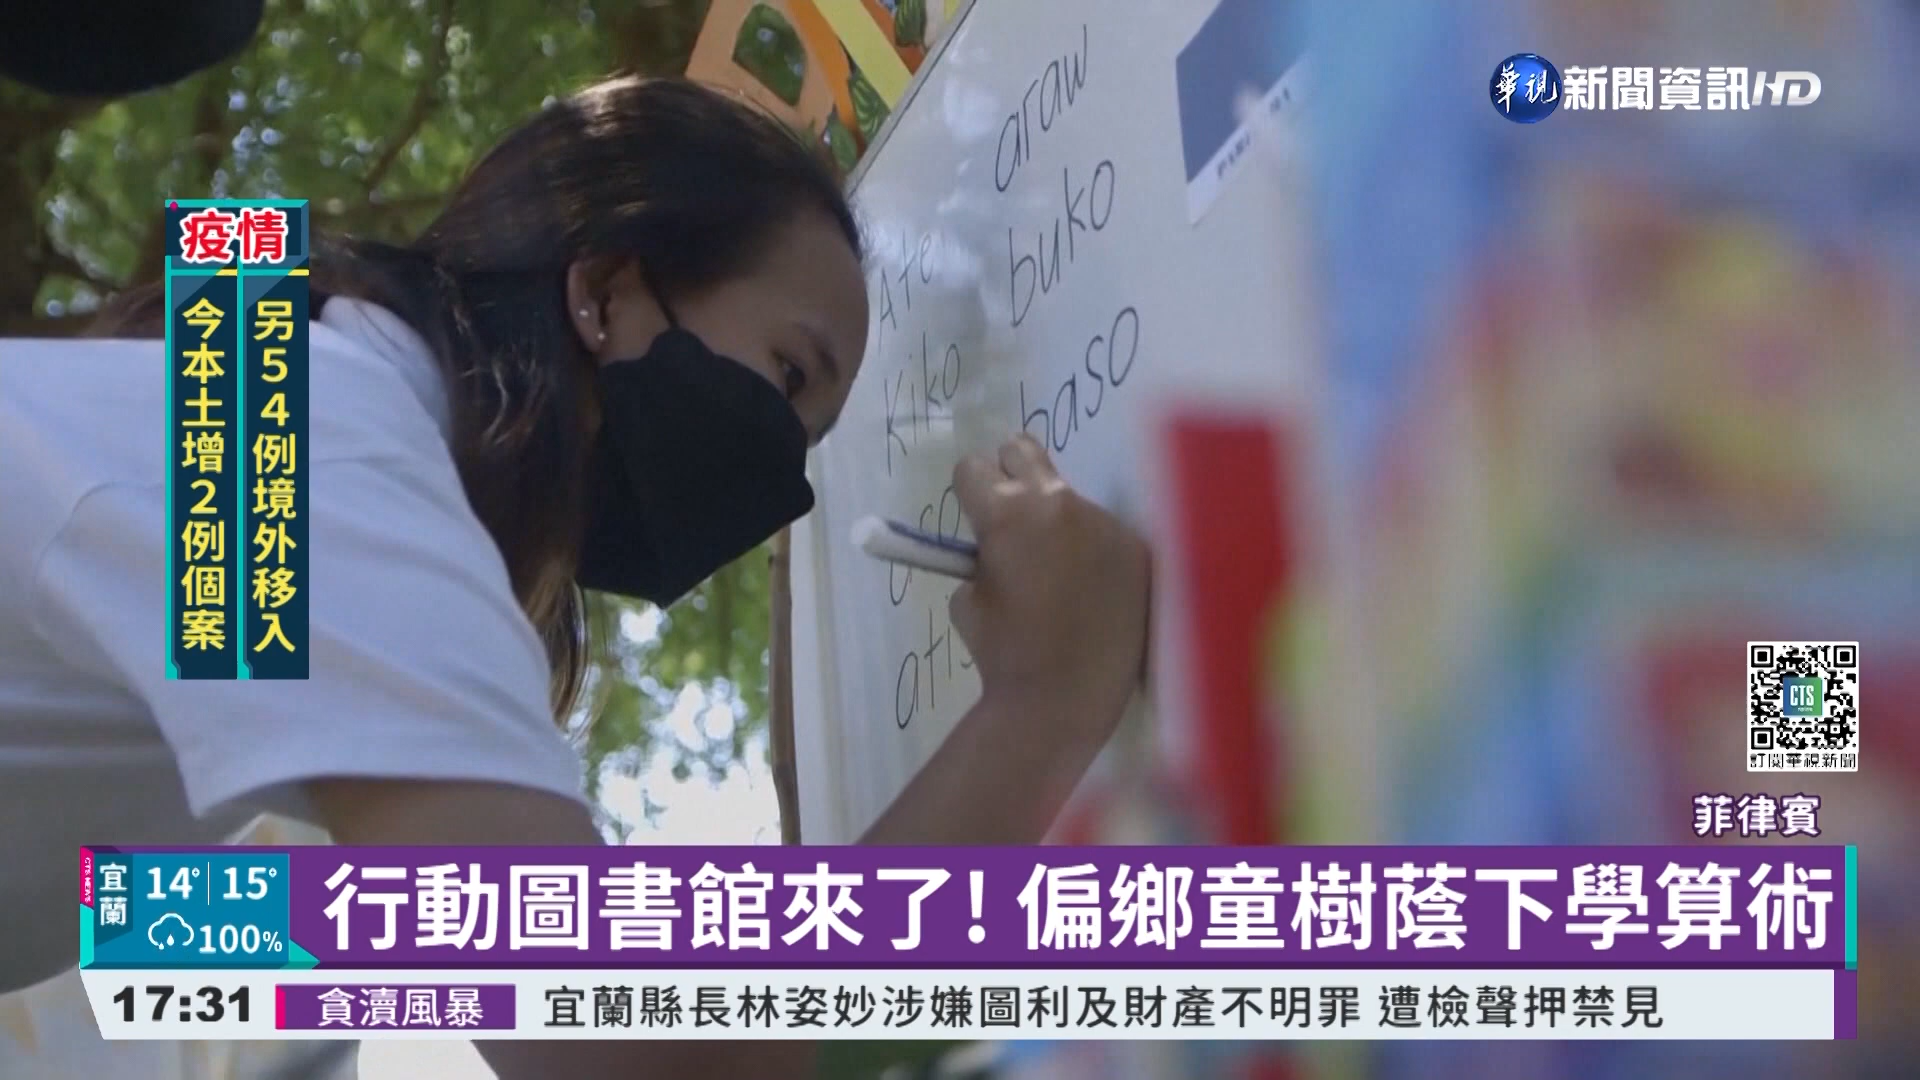 華視新聞資訊HD
疫情
另54例境外移入
今本土增2例個案
araw
buko
baso
Ate
Kiko
CTS
訂閱華視新聞
菲律賓
CTS NEWS
宜蘭
14° 15°
100%
行動圖書館來了!偏鄉童樹蔭下學算術
17:31
貪瀆風暴
宜蘭縣長林姿妙涉嫌圖利及財產不明罪 遭檢聲押禁見